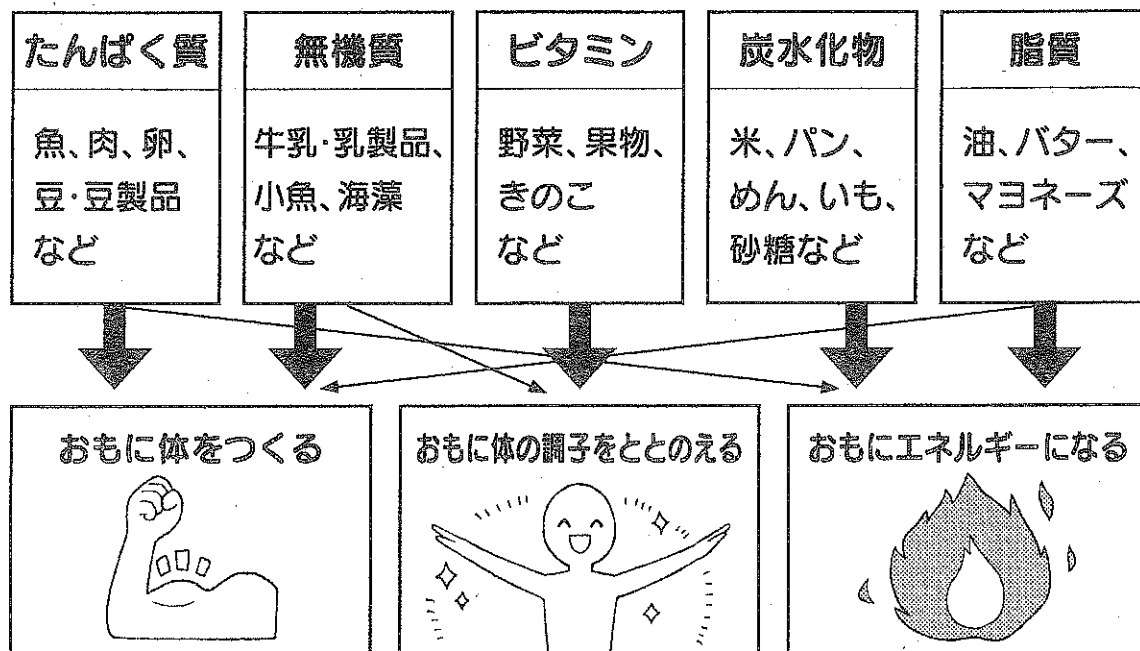 たんぱく質
魚、肉、卵、
豆・豆製品
など
無機質
牛乳・乳製品、
小魚、海藻
など
ビタミン
野菜、果物、
きのこ
など
炭水化物
米、パン、
めん、いも、
砂糖など
脂質
油、バター、
マヨネーズ
など
おもに体をつくる
おもに体の調子をととのえる
おもにエネルギーになる